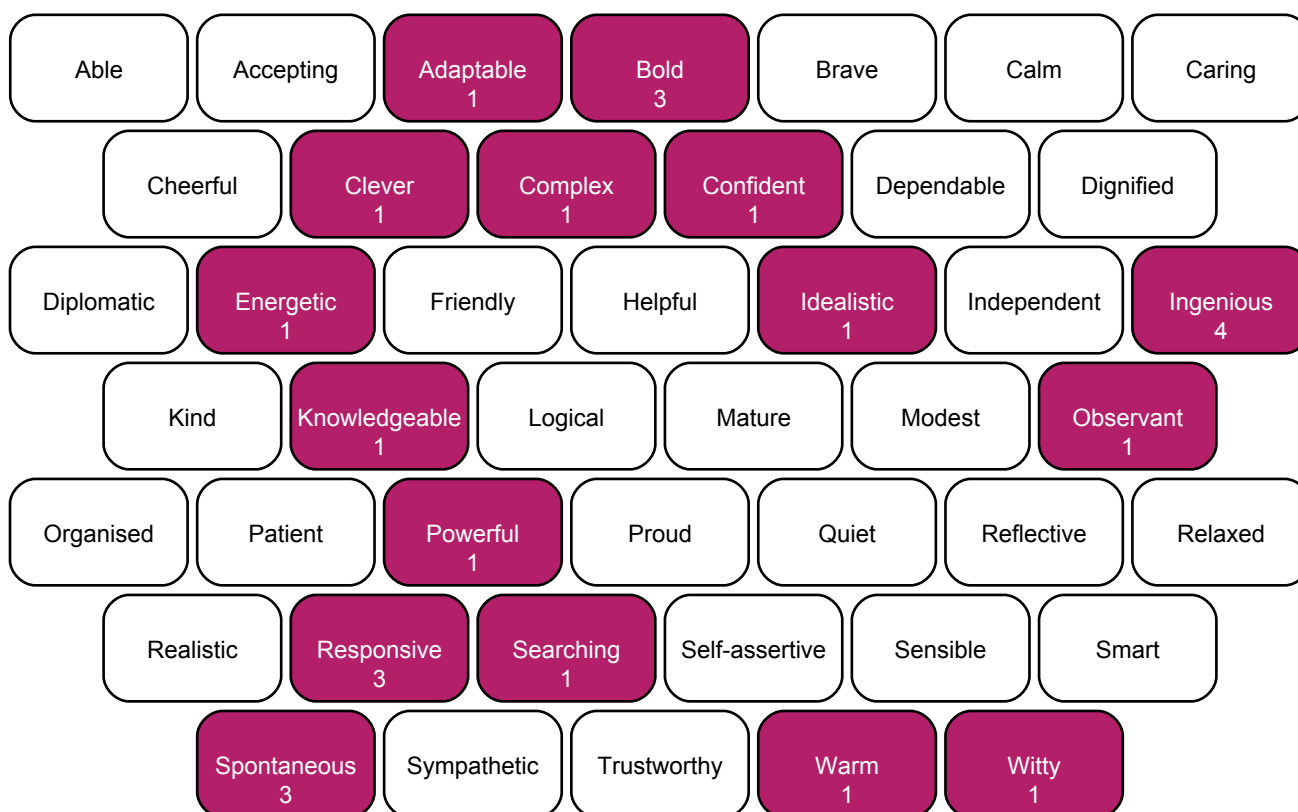 Able
Accepting
Adaptable
1
Bold
3
Brave
Calm
Caring
Cheerful
Clever
1
Complex
1
Confident
1
Dependable
Dignified
Diplomatic
Energetic
1
Friendly
Helpful
Idealistic
1
Independent
Ingenious
4
Kind
Knowledgeable
1
Logical
Mature
Modest
Observant
1
Organised
Patient
Powerful
1
Proud
Quiet
Reflective
Relaxed
Realistic
Responsive
3
Searching
1
Self-assertive
Sensible
Smart
Spontaneous
3
Sympathetic
Trustworthy
Warm
1
Witty
1